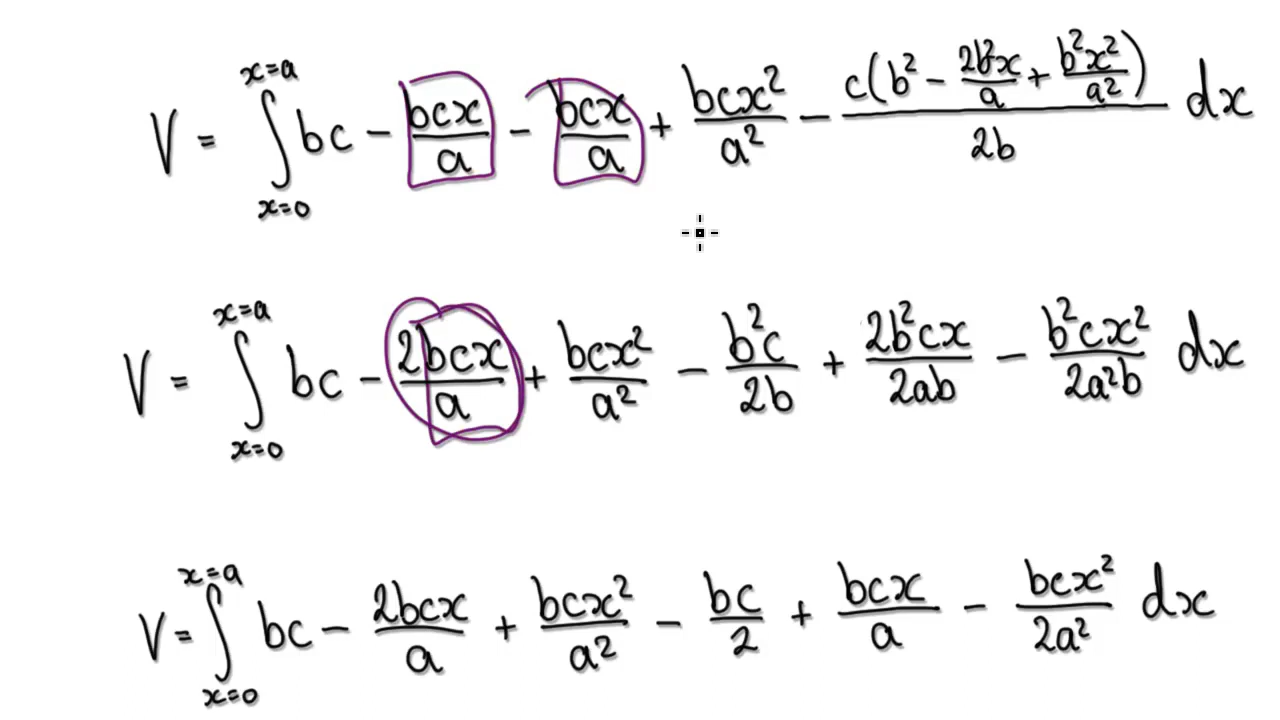 V = ∫_{x=0}^{x=a} bc − bcx/a − bcx/a + bcx²/a² − c(b² − 2b²x/a + b²x²/a²)/2b dx
V = ∫_{x=0}^{x=a} bc − 2bcx/a + bcx²/a² − b²c/2b + 2b²cx/2ab − b²cx²/2a²b dx
V = ∫_{x=0}^{x=a} bc − 2bcx/a + bcx²/a² − bc/2 + bcx/a − bcx²/2a² dx